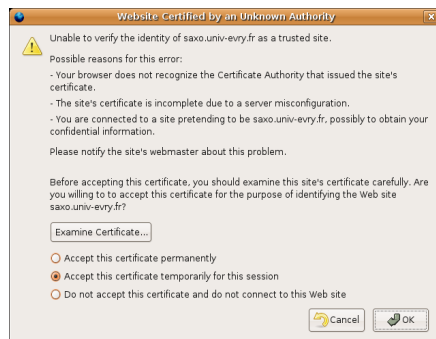 Website Certified by an Unknown Authority
Unable to verify the identity of saxo.univ-evry.fr as a trusted site.
Possible reasons for this error:
- Your browser does not recognize the Certificate Authority that issued the site's
certificate.
- The site's certificate is incomplete due to a server misconfiguration.
- You are connected to a site pretending to be saxo.univ-evry.fr, possibly to obtain your
confidential information.
Please notify the site's webmaster about this problem.
Before accepting this certificate, you should examine this site's certificate carefully. Are
you willing to to accept this certificate for the purpose of identifying the Web site
saxo.univ-evry.fr?
Examine Certificate...
Accept this certificate permanently
Accept this certificate temporarily for this session
Do not accept this certificate and do not connect to this Web site
Cancel
OK